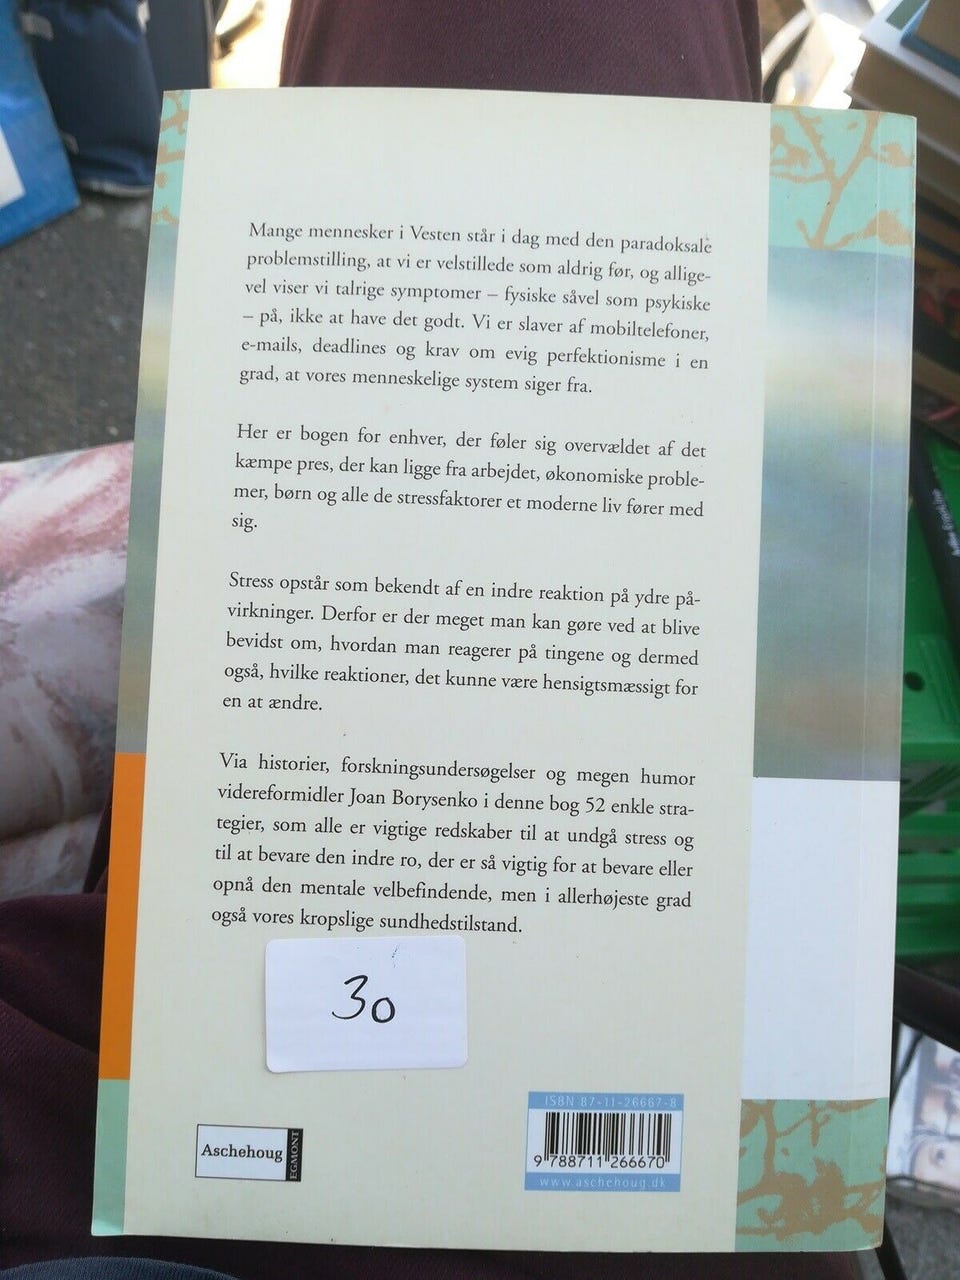 Mange mennesker i Vesten står i dag med den paradoksale
problemstilling, at vi er velstillede som aldrig før, og allige-
vel viser vi talrige symptomer – fysiske såvel som psykiske
– på, ikke at have det godt. Vi er slaver af mobiltelefoner,
e-mails, deadlines og krav om evig perfektionisme i en
grad, at vores menneskelige system siger fra.
Her er bogen for enhver, der føler sig overvældet af det
kæmpe pres, der kan ligge fra arbejdet, økonomiske proble-
mer, børn og alle de stressfaktorer et moderne liv fører med
sig.
Stress opstår som bekendt af en indre reaktion på ydre på-
virkninger. Derfor er der meget man kan gøre ved at blive
bevidst om, hvordan man reagerer på tingene og dermed
også, hvilke reaktioner, det kunne være hensigtsmæssigt for
en at ændre.
Via historier, forskningsundersøgelser og megen humor
videreformidler Joan Borysenko i denne bog 52 enkle stra-
tegier, som alle er vigtige redskaber til at undgå stress og
til at bevare den indre ro, der er så vigtig for at bevare eller
opnå den mentale velbefindende, men i allerhøjeste grad
også vores kropslige sundhedstilstand.
30
ISBN 87-11-26667-8
9 788711 266670
www.aschehoug.dk
Aschehoug
EGMONT